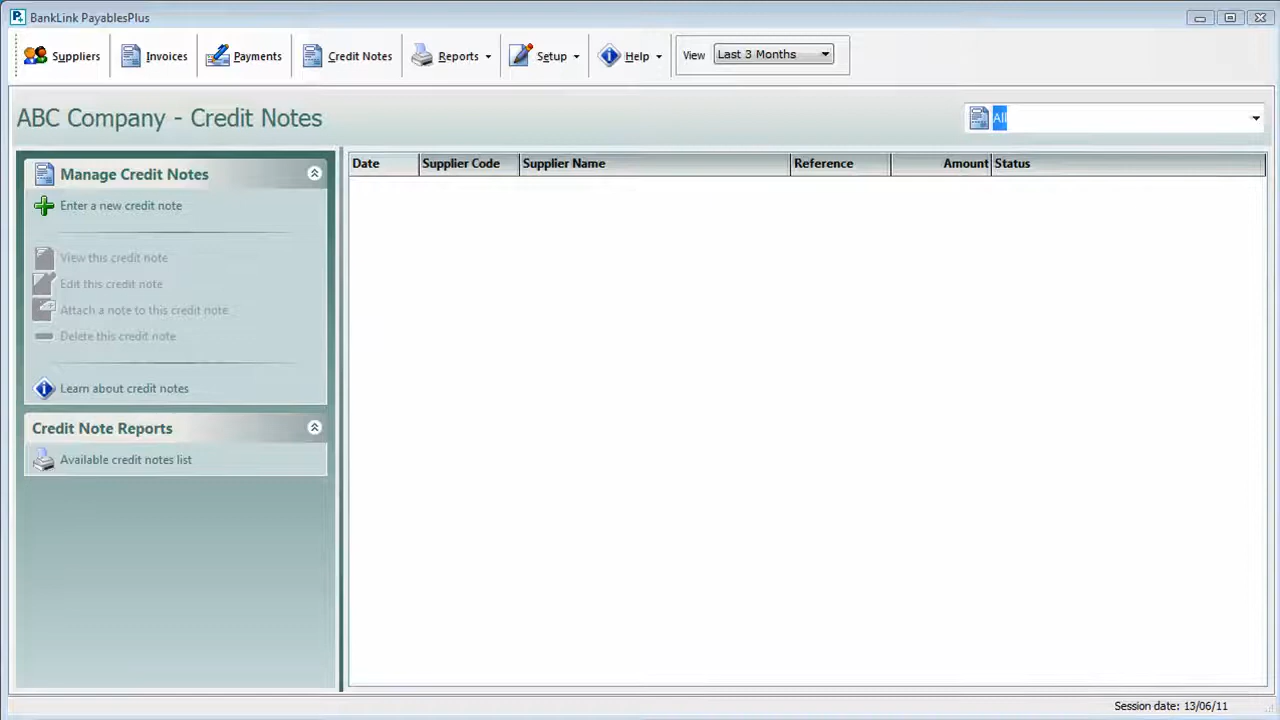 BankLink PayablesPlus
Suppliers Invoices Payments Credit Notes Reports Setup Help View Last 3 Months
ABC Company - Credit Notes All
Date Supplier Code Supplier Name Reference Amount Status
Manage Credit Notes
Enter a new credit note
View this credit note
Edit this credit note
Attach a note to this credit note
Delete this credit note
Learn about credit notes
Credit Note Reports
Available credit notes list
Session date: 13/06/11